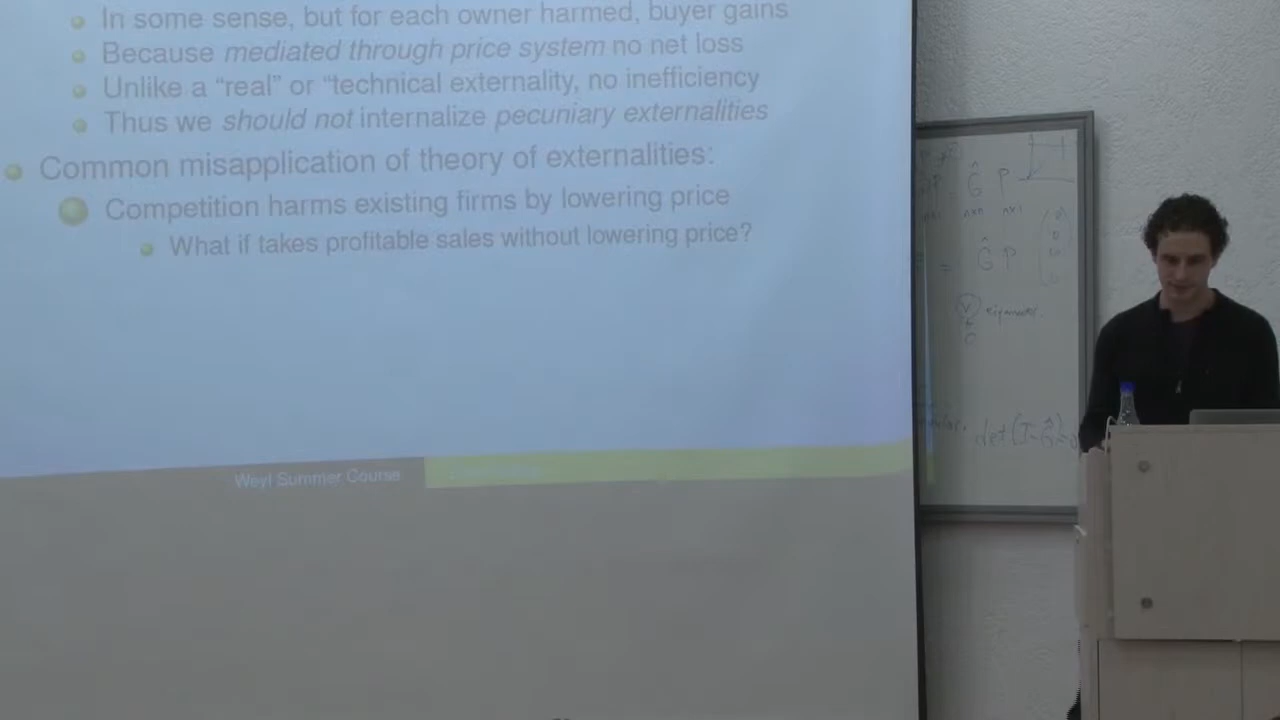 In some sense, but for each owner harmed, buyer gains
Because mediated through price system no net loss
Unlike a “real” or “technical externality, no inefficiency
Thus we should not internalize pecuniary externalities
Common misapplication of theory of externalities:
Competition harms existing firms by lowering price
What if takes profitable sales without lowering price?
Weyl Summer Course
Ĝ P
nxn nx1
= Ĝ P